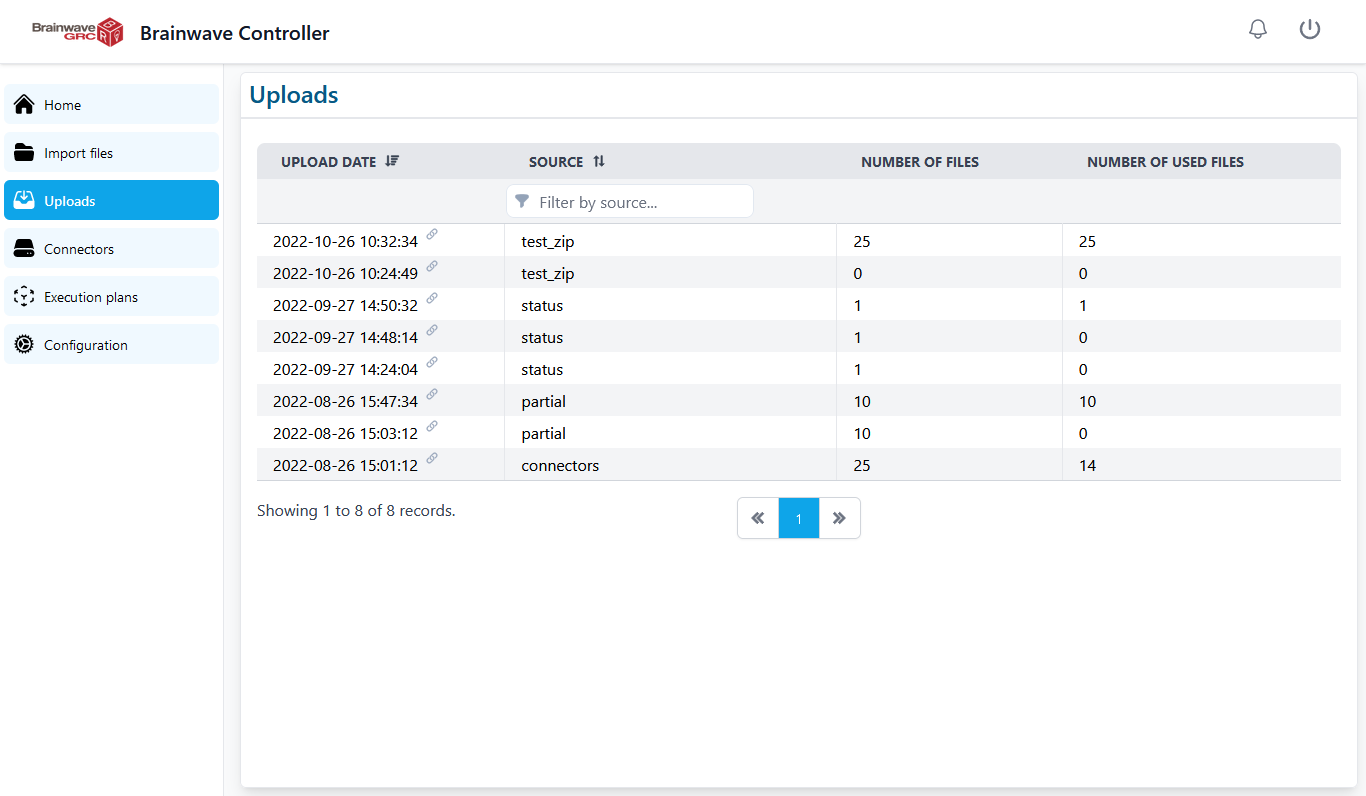 Brainwave GRC Brainwave Controller
Home
Import files
Uploads
Connectors
Execution plans
Configuration
Uploads
UPLOAD DATE SOURCE NUMBER OF FILES NUMBER OF USED FILES
Filter by source...
2022-10-26 10:32:34 test_zip 25 25
2022-10-26 10:24:49 test_zip 0 0
2022-09-27 14:50:32 status 1 1
2022-09-27 14:48:14 status 1 0
2022-09-27 14:24:04 status 1 0
2022-08-26 15:47:34 partial 10 10
2022-08-26 15:03:12 partial 10 0
2022-08-26 15:01:12 connectors 25 14
Showing 1 to 8 of 8 records.
« 1 »